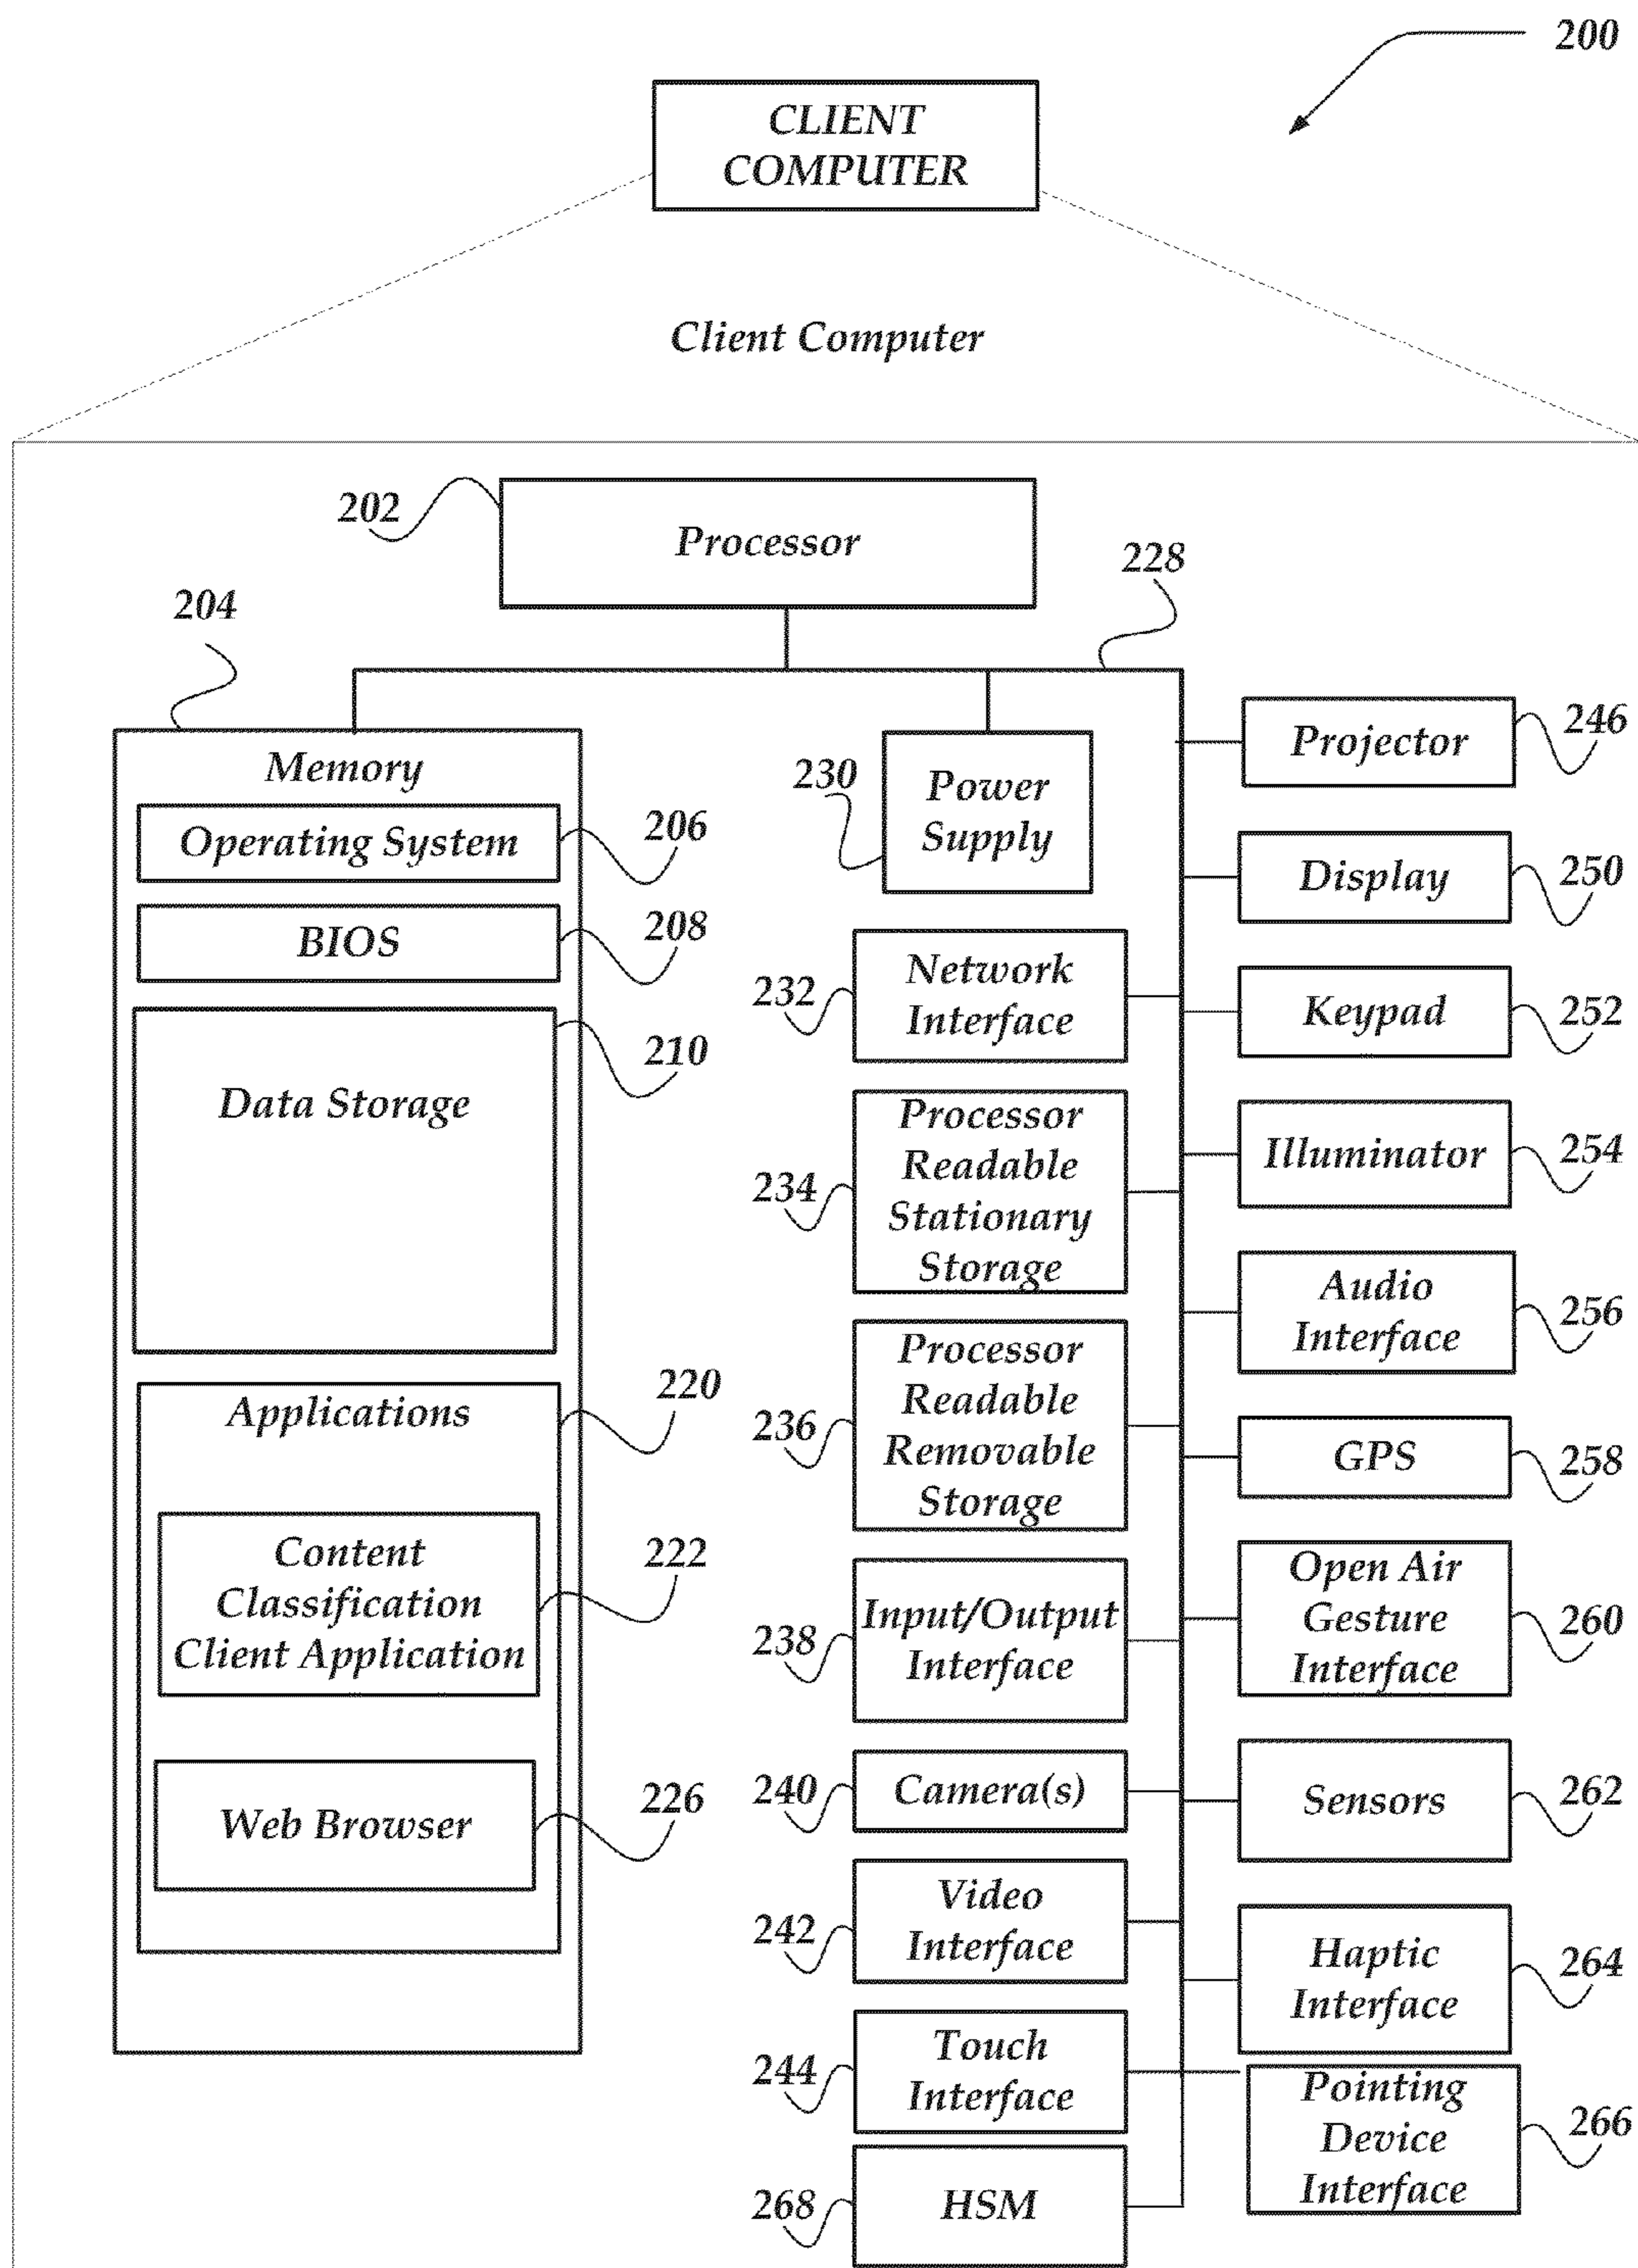 200
CLIENT
COMPUTER
Client Computer
202
Processor
228
204
Memory
Operating System
206
BIOS
208
Data Storage
210
Applications
220
Content
Classification
Client Application
222
Web Browser
226
230
Power
Supply
232
Network
Interface
234
Processor
Readable
Stationary
Storage
236
Processor
Readable
Removable
Storage
238
Input/Output
Interface
240
Camera(s)
242
Video
Interface
244
Touch
Interface
268
HSM
Projector
246
Display
250
Keypad
252
Illuminator
254
Audio
Interface
256
GPS
258
Open Air
Gesture
Interface
260
Sensors
262
Haptic
Interface
264
Pointing
Device
Interface
266